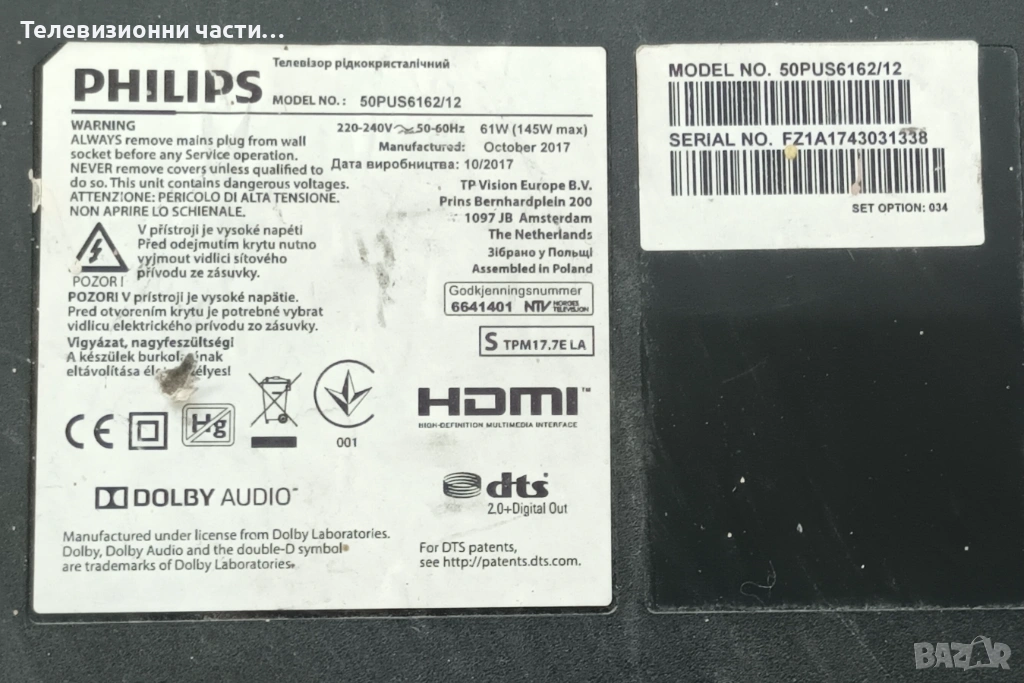 Телевизионни части...
PHILIPS
Телевізор рідкокристалічний
MODEL NO.: 50PUS6162/12
WARNING
ALWAYS remove mains plug from wall
socket before any Service operation.
NEVER remove covers unless qualified to
do so. This unit contains dangerous voltages.
ATTENZIONE: PERICOLO DI ALTA TENSIONE.
NON APRIRE LO SCHIENALE.
220-240V ~ 50-60Hz 61W (145W max)
Manufactured: October 2017
Дата виробництва: 10/2017
TP Vision Europe B.V.
Prins Bernhardplein 200
1097 JB Amsterdam
The Netherlands
Зібрано у Польщі
Assembled in Poland
V přístroji je vysoké napětí
Před odejmutím krytu nutno
vyjmout vidlici síťového
přívodu ze zásuvky.
POZOR !
POZORI V prístroji je vysoké napätie.
Pred otvorením krytu je potrebné vybrat
vidlicu elektrického prívodu zo zásuvky.
Vigyázat, nagyfeszültségi
A készülék
eltávolítása
Godkjenningsnummer
6641401 NTV NORGES TELEVISJON
S TPM17.7E LA
CE
Hg
001
HDMI™
HIGH-DEFINITION MULTIMEDIA INTERFACE
DOLBY AUDIO™
dts
2.0+Digital Out
Manufactured under license from Dolby Laboratories.
Dolby, Dolby Audio and the double-D symbol
are trademarks of Dolby Laboratories.
For DTS patents,
see http://patents.dts.com.
MODEL NO. 50PUS6162/12
SERIAL NO. FZ1A1743031338
SET OPTION: 034
BAZAR